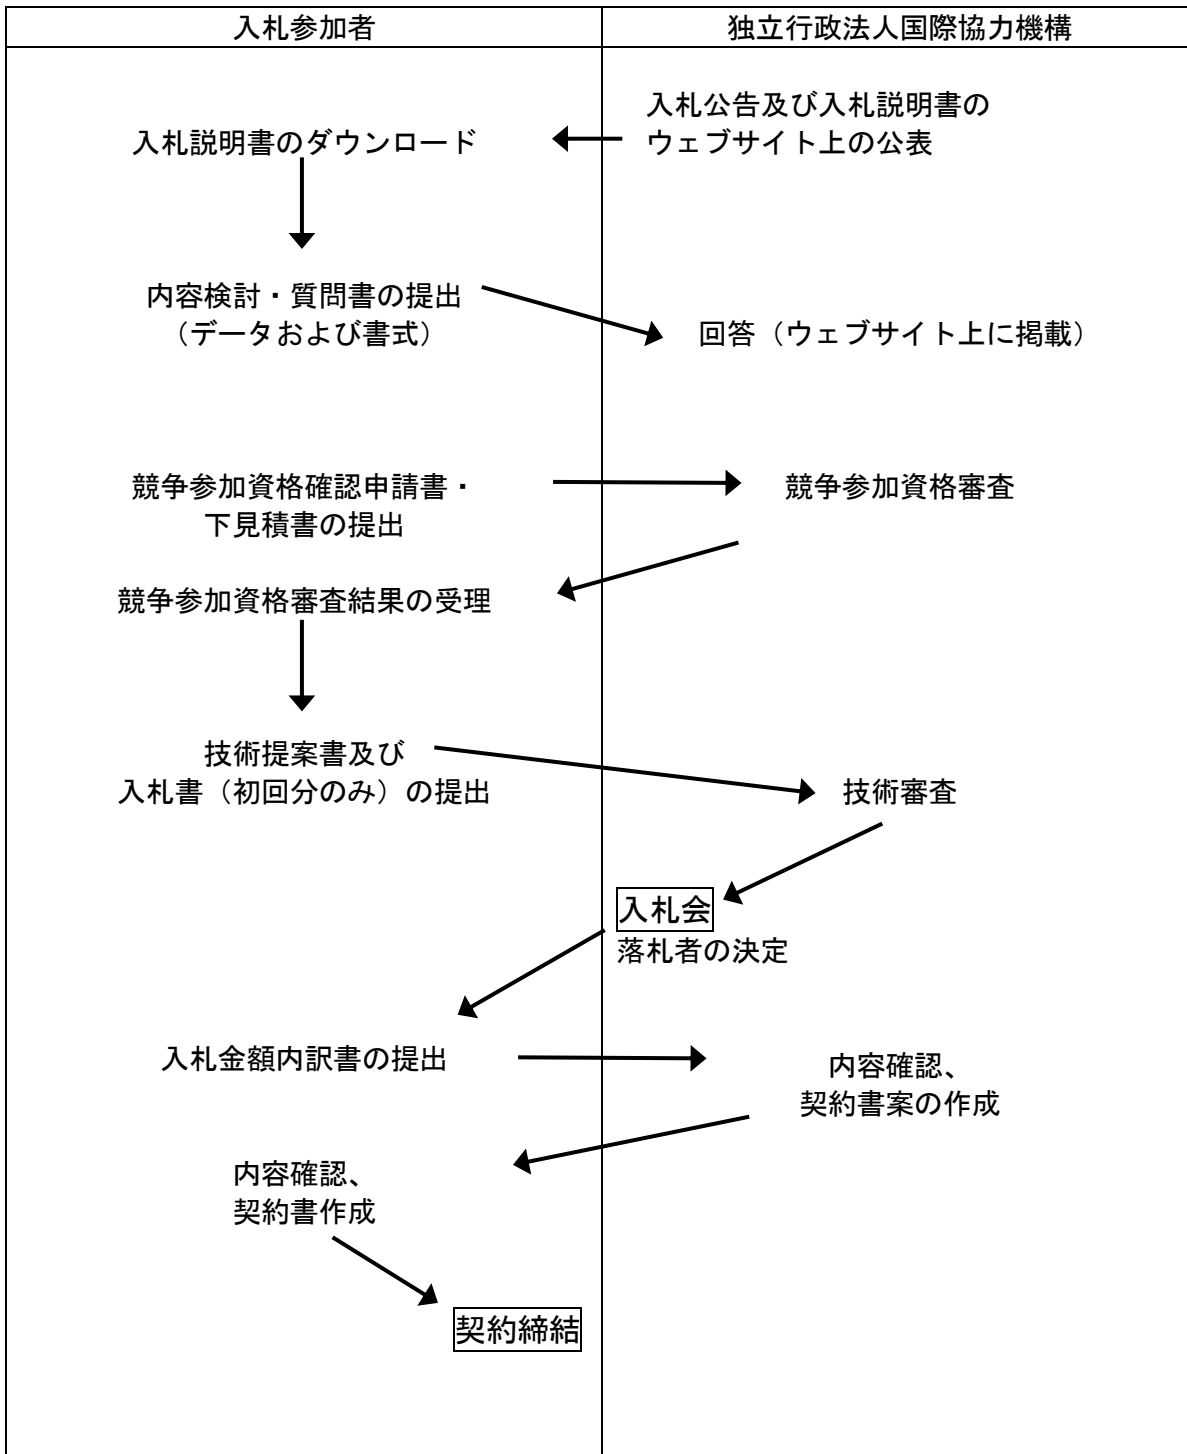 入札参加者
独立行政法人国際協力機構
入札公告及び入札説明書の
ウェブサイト上の公表
入札説明書のダウンロード
内容検討・質問書の提出
（データおよび書式）
回答（ウェブサイト上に掲載）
競争参加資格確認申請書・
下見積書の提出
競争参加資格審査
競争参加資格審査結果の受理
技術提案書及び
入札書（初回分のみ）の提出
技術審査
入札会
落札者の決定
入札金額内訳書の提出
内容確認、
契約書案の作成
内容確認、
契約書作成
契約締結